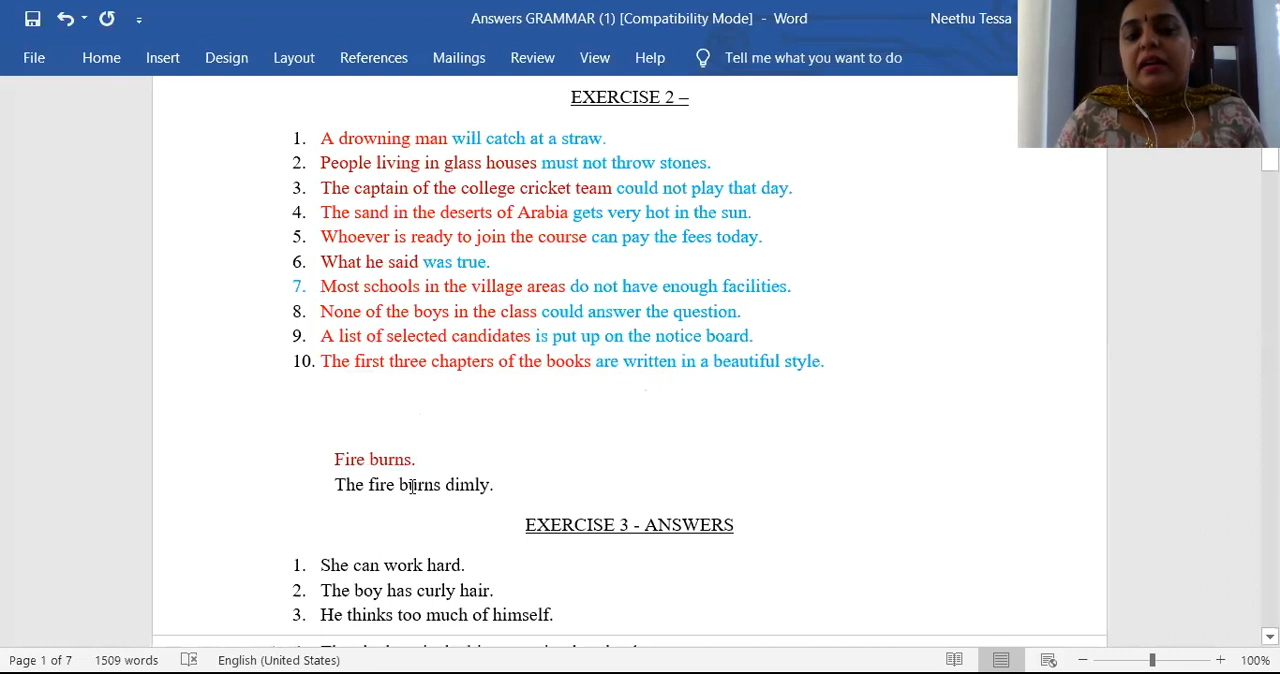 Answers GRAMMAR (1) [Compatibility Mode] - Word Neethu Tessa
File Home Insert Design Layout References Mailings Review View Help Tell me what you want to do
EXERCISE 2 –
1. A drowning man will catch at a straw.
2. People living in glass houses must not throw stones.
3. The captain of the college cricket team could not play that day.
4. The sand in the deserts of Arabia gets very hot in the sun.
5. Whoever is ready to join the course can pay the fees today.
6. What he said was true.
7. Most schools in the village areas do not have enough facilities.
8. None of the boys in the class could answer the question.
9. A list of selected candidates is put up on the notice board.
10. The first three chapters of the books are written in a beautiful style.
Fire burns.
The fire burns dimly.
EXERCISE 3 - ANSWERS
1. She can work hard.
2. The boy has curly hair.
3. He thinks too much of himself.
Page 1 of 7 1509 words English (United States) 100%